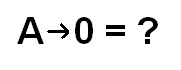 A→0 = ?